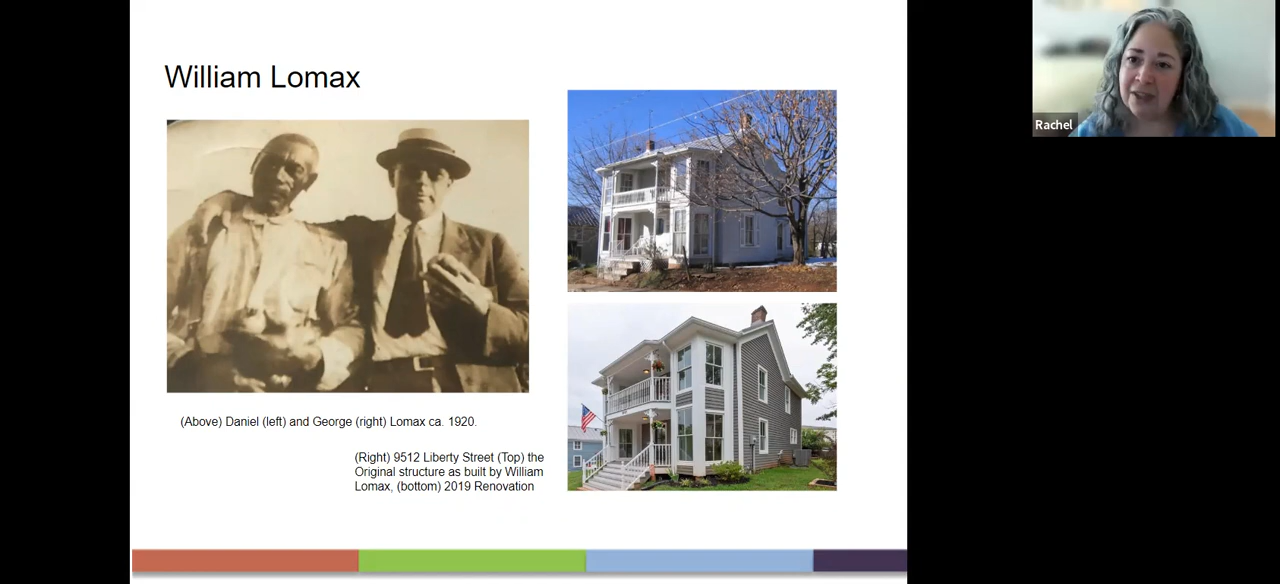 William Lomax
Rachel
(Above) Daniel (left) and George (right) Lomax ca. 1920.
(Right) 9512 Liberty Street (Top) the
Original structure as built by William
Lomax, (bottom) 2019 Renovation